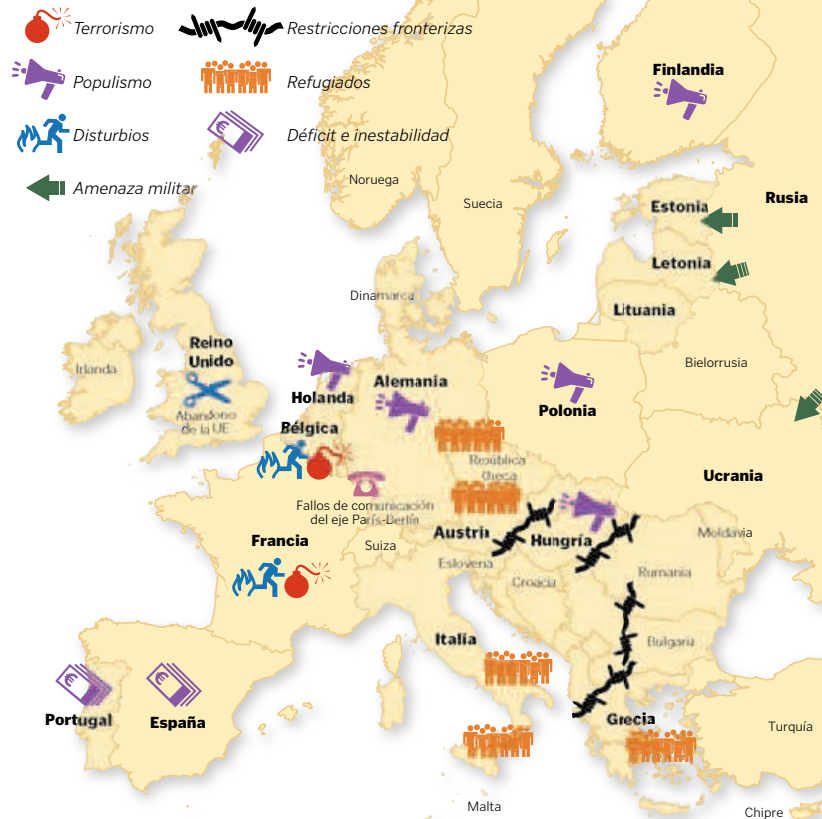 Terrorismo
Restricciones fronterizas
Populismo
Refugiados
Disturbios
Déficit e inestabilidad
Amenaza militar
Finlandia
Noruega
Suecia
Estonia
Rusia
Letonia
Dinamarca
Lituania
Reino
Unido
Irlanda
Abandono
de la UE
Holanda
Alemania
Bielorrusia
Polonia
Bélgica
República
Checa
Ucrania
Fallos de comunicación
del eje París-Berlín
Francia
Suiza
Austria
Hungría
Moldavia
Eslovenia
Croacia
Rumania
Italia
Bulgaria
Portugal
España
Grecia
Turquía
Malta
Chipre